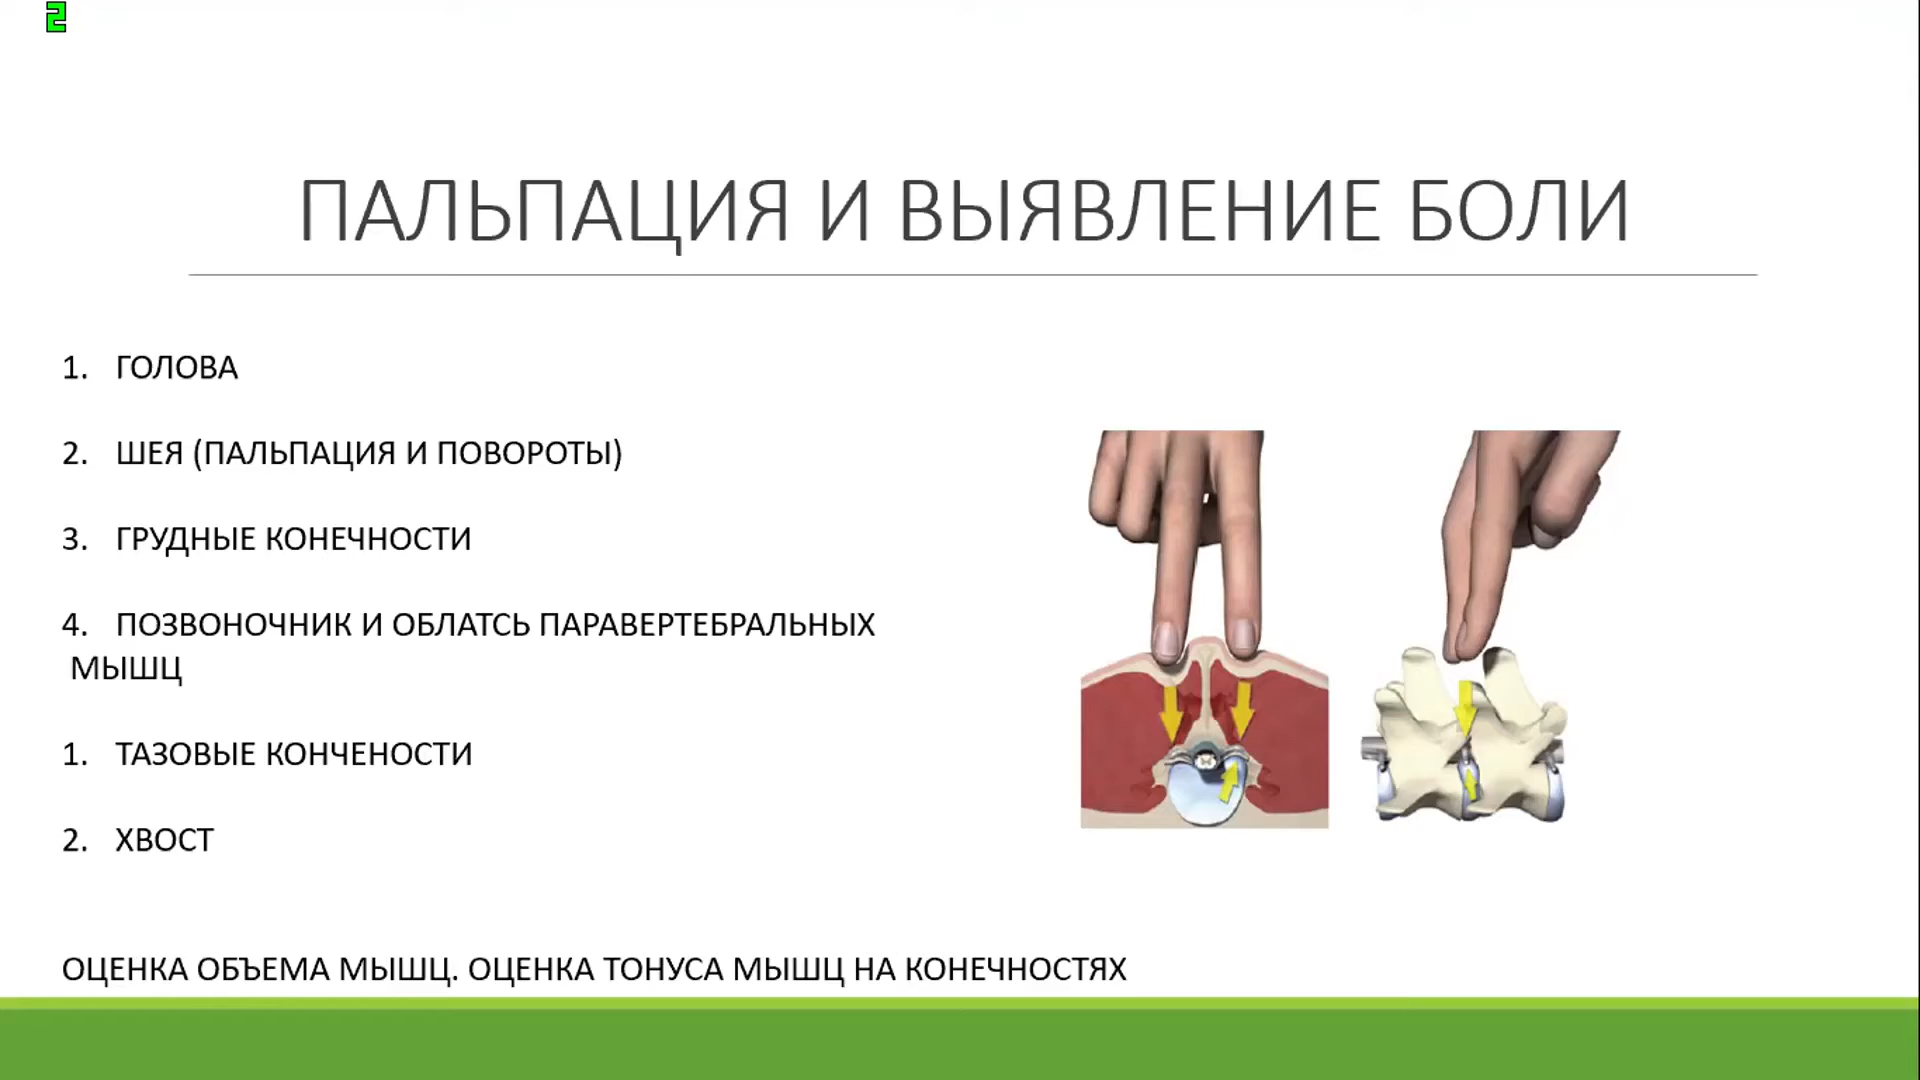 2
ПАЛЬПАЦИЯ И ВЫЯВЛЕНИЕ БОЛИ
1. ГОЛОВА
2. ШЕЯ (ПАЛЬПАЦИЯ И ПОВОРОТЫ)
3. ГРУДНЫЕ КОНЕЧНОСТИ
4. ПОЗВОНОЧНИК И ОБЛАТСЬ ПАРАВЕРТЕБРАЛЬНЫХ
МЫШЦ
1. ТАЗОВЫЕ КОНЧЕНОСТИ
2. ХВОСТ
ОЦЕНКА ОБЪЕМА МЫШЦ. ОЦЕНКА ТОНУСА МЫШЦ НА КОНЕЧНОСТЯХ